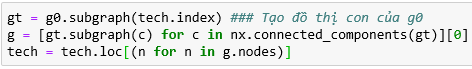 gt = g0.subgraph(tech.index) ### Tạo đồ thị con của g0
g = [gt.subgraph(c) for c in nx.connected_components(gt)][0]
tech = tech.loc[(n for n in g.nodes)]